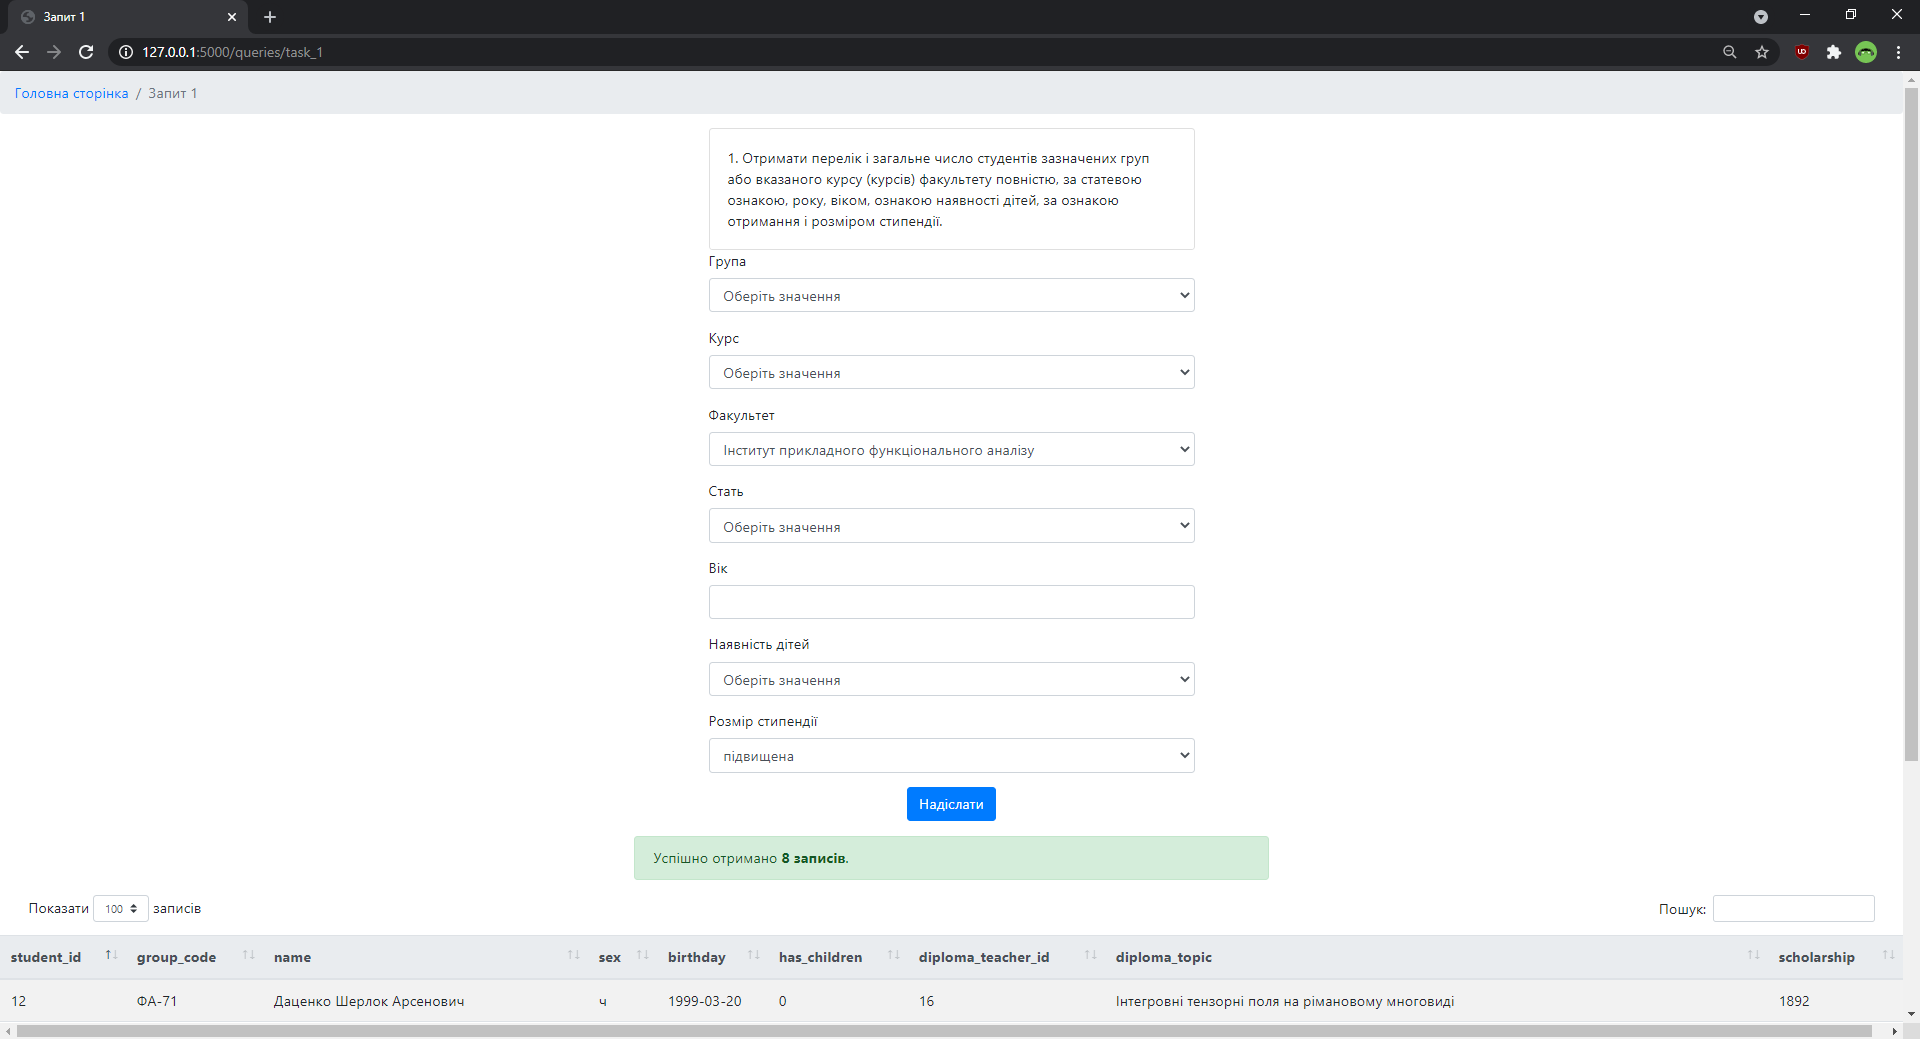 Запит 1
127.0.0.1:5000/queries/task_1
Головна сторінка / Запит 1
1. Отримати перелік і загальне число студентів зазначених груп
або вказаного курсу (курсів) факультету повністю, за статевою
ознакою, року, віком, ознакою наявності дітей, за ознакою
отримання і розміром стипендії.
Група
Оберіть значення
Курс
Оберіть значення
Факультет
Інститут прикладного функціонального аналізу
Стать
Оберіть значення
Вік
Наявність дітей
Оберіть значення
Розмір стипендії
підвищена
Надіслати
Успішно отримано 8 записів.
Показати 100 записів
Пошук:
student_id group_code name sex birthday has_children diploma_teacher_id diploma_topic scholarship
12 ФА-71 Даценко Шерлок Арсенович ч 1999-03-20 0 16 Інтегровні тензорні поля на рімановому многовиді 1892